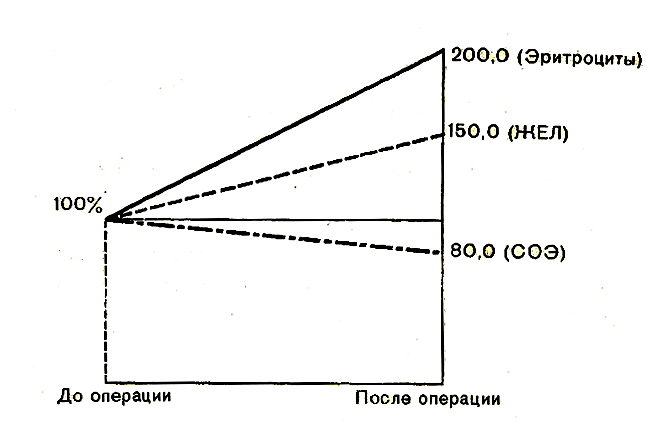 200,0 (Эритроциты)
150,0 (ЖЕЛ)
100%
80,0 (СОЭ)
До операции
После операции